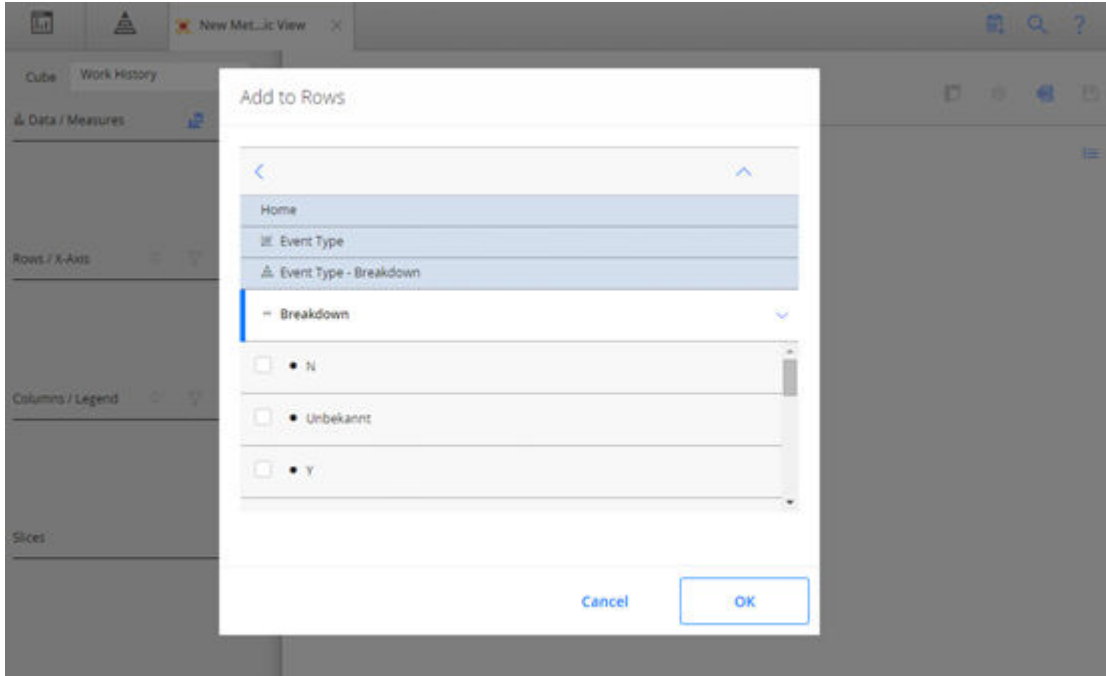 New Met...ic View
Cube Work History
Data / Measures
Rows / X-Axis
Columns / Legend
Slices
Add to Rows
Home
Event Type
Event Type - Breakdown
Breakdown
N
Unbekannt
Y
Cancel OK